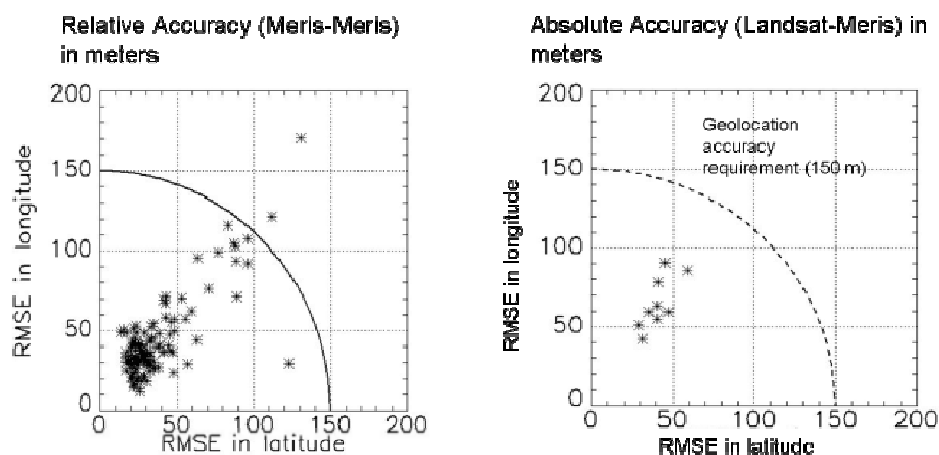 Relative Accuracy (Meris-Meris)
in meters
200
150
100
50
0
RMSE in longitude
0 50 100 150 200
RMSE in latitude
Absolute Accuracy (Landsat-Meris) in
meters
200
150
100
50
0
RMSE in longitude
Geolocation
accuracy
requirement (150 m)
0 50 100 150 200
RMSE in latitude